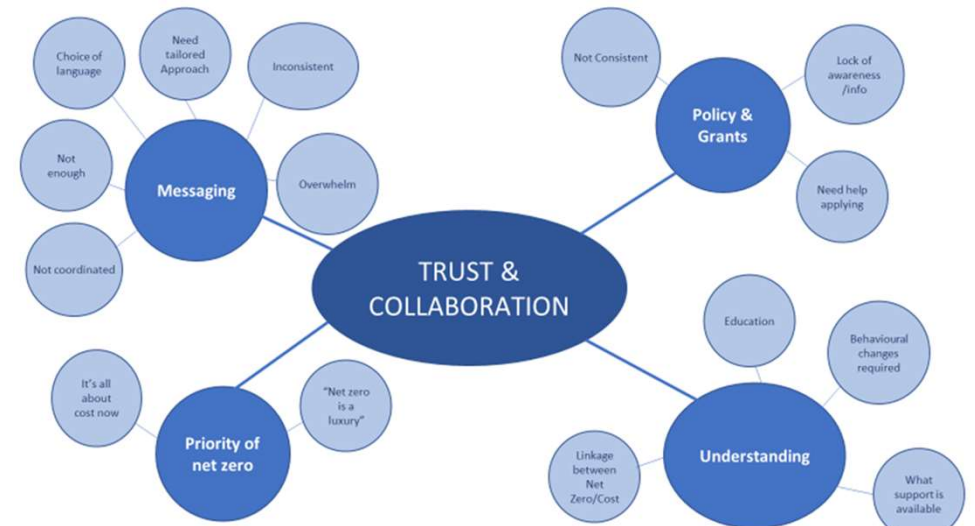 Choice of
language
Need
tailored
Approach
Inconsistent
Not
enough
Messaging
Overwhelm
Not coordinated
Not Consistent
Policy &
Grants
Lock of
awareness
/info
Need help
applying
TRUST &
COLLABORATION
It's all
about
cost now
Priority of
net zero
"Net zero
is a
luxury"
Education
Behavioural
changes
required
Understanding
Linkage
between
Net
Zero/Cost
What
support is
available